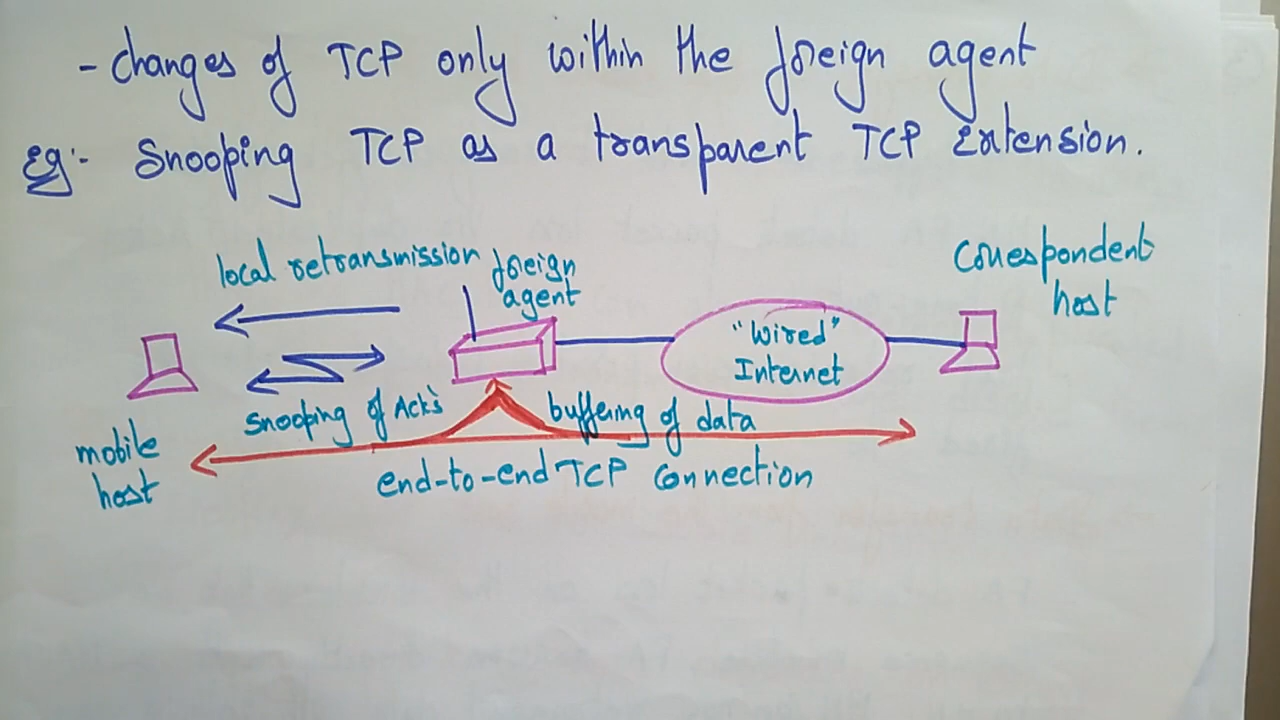 - changes of TCP only within the foreign agent
Eg:- Snooping TCP as a transparent TCP Extension.
local retransmission
foreign
agent
Correspondent
host
"Wired"
Internet
Snooping of Ack's
buffering of data
mobile
host
end-to-end TCP Connection